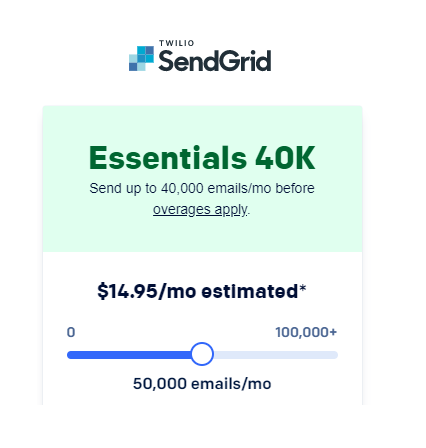 TWILIO
SendGrid
Essentials 40K
Send up to 40,000 emails/mo before
overages apply.
$14.95/mo estimated*
0 100,000+
50,000 emails/mo